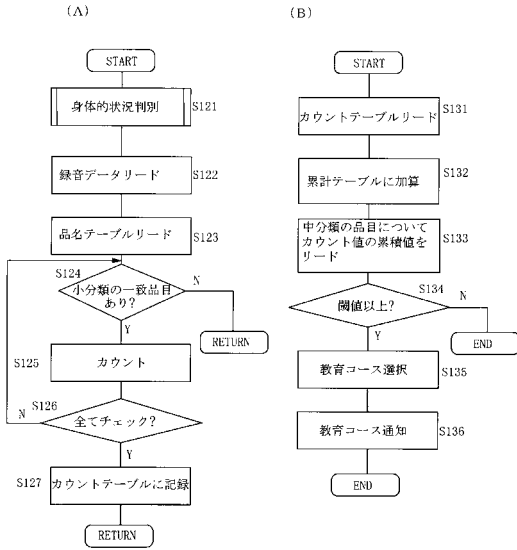 (A)
START
身体的状況判別
S121
録音データリード
S122
品名テーブルリード
S123
S124
小分類の一致品目
あり?
N
Y
RETURN
S125
カウント
S126
全てチェック?
N
Y
S127
カウントテーブルに記録
RETURN
(B)
START
カウントテーブルリード
S131
累計テーブルに加算
S132
中分類の品目について
カウント値の累積値を
リード
S133
S134
閾値以上?
N
Y
END
教育コース選択
S135
教育コース通知
S136
END